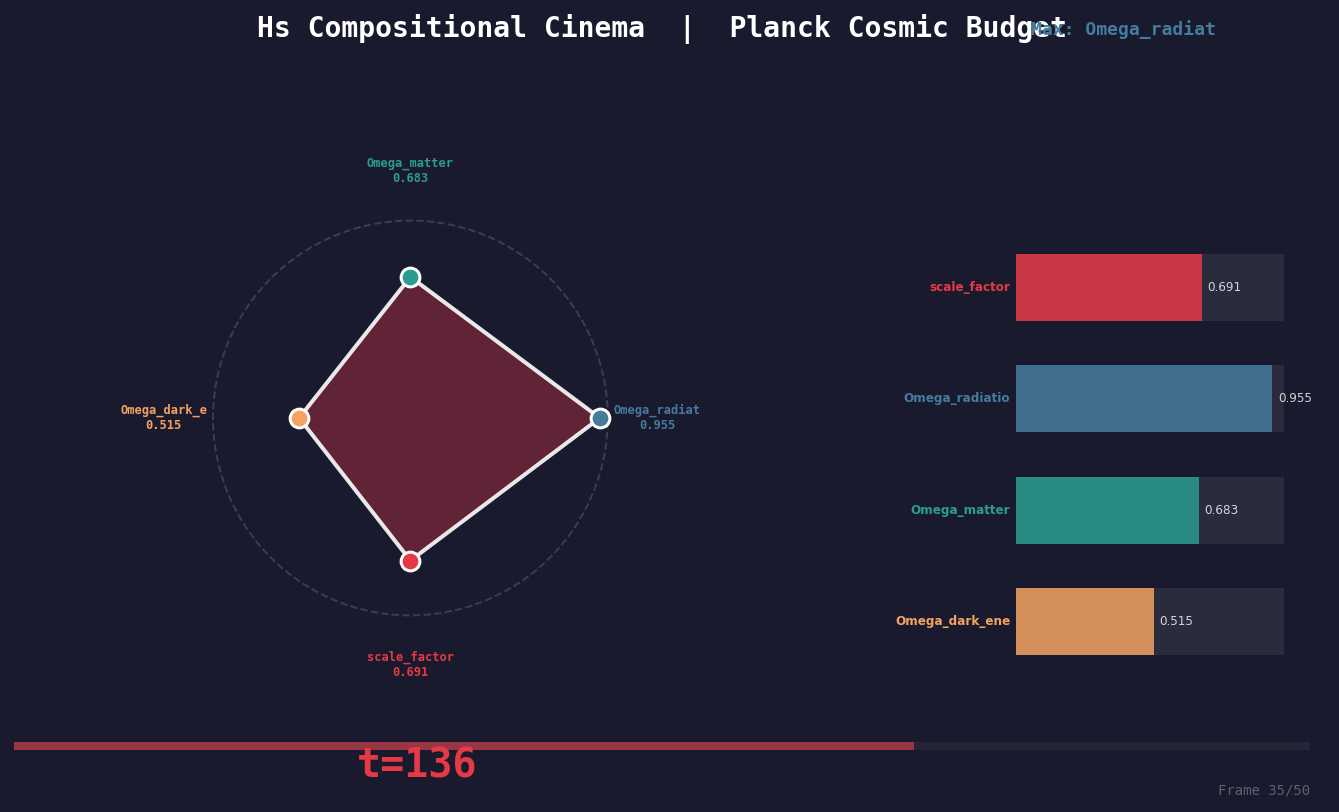 Hs Compositional Cinema | Planck Cosmic Budget
Max: Omega_radiat
Omega_matter
0.683
Omega_dark_e
0.515
Omega_radiat
0.955
scale_factor
0.691
scale_factor 0.691
Omega_radiatio 0.955
Omega_matter 0.683
Omega_dark_ene 0.515
t=136
Frame 35/50